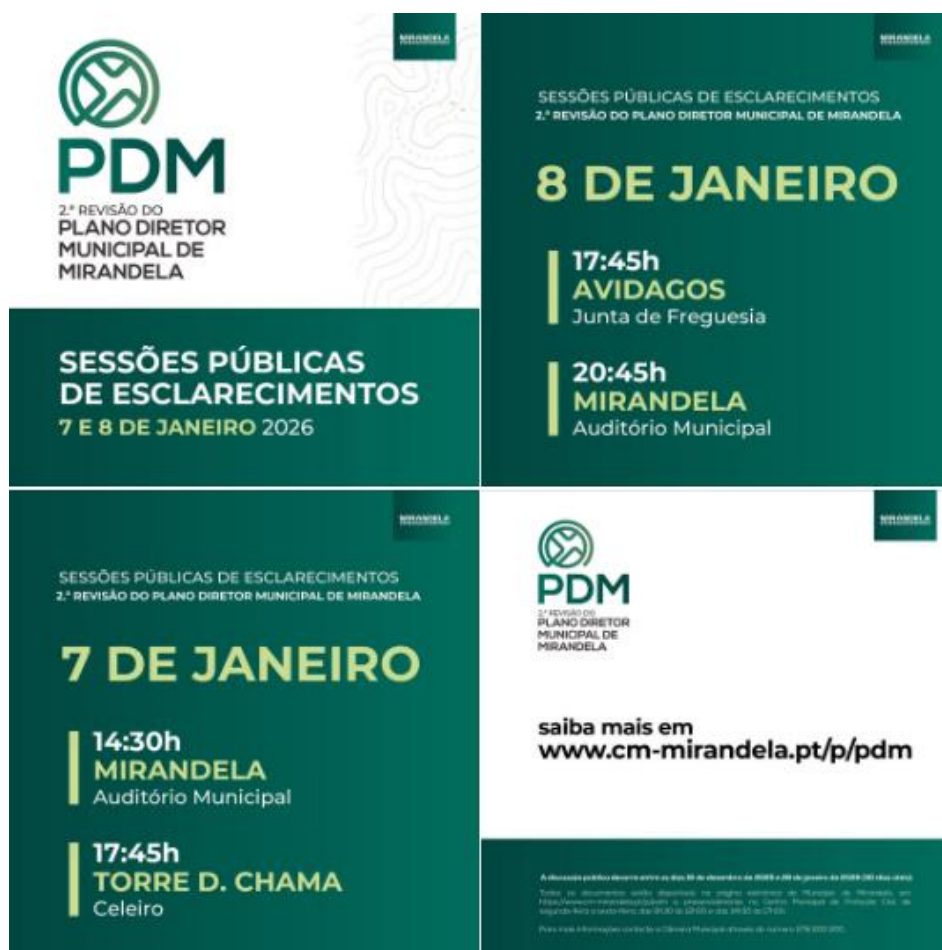 MIRANDELA
PDM
2.ª REVISÃO DO
PLANO DIRETOR
MUNICIPAL DE
MIRANDELA
SESSÕES PÚBLICAS
DE ESCLARECIMENTOS
7 E 8 DE JANEIRO 2026
MIRANDELA
SESSÕES PÚBLICAS DE ESCLARECIMENTOS
2.ª REVISÃO DO PLANO DIRETOR MUNICIPAL DE MIRANDELA
8 DE JANEIRO
17:45h
AVIDAGOS
Junta de Freguesia
20:45h
MIRANDELA
Auditório Municipal
MIRANDELA
SESSÕES PÚBLICAS DE ESCLARECIMENTOS
2.ª REVISÃO DO PLANO DIRETOR MUNICIPAL DE MIRANDELA
7 DE JANEIRO
14:30h
MIRANDELA
Auditório Municipal
17:45h
TORRE D. CHAMA
Celeiro
MIRANDELA
PDM
2.ª REVISÃO DO
PLANO DIRETOR
MUNICIPAL DE
MIRANDELA
saiba mais em
www.cm-mirandela.pt/p/pdm